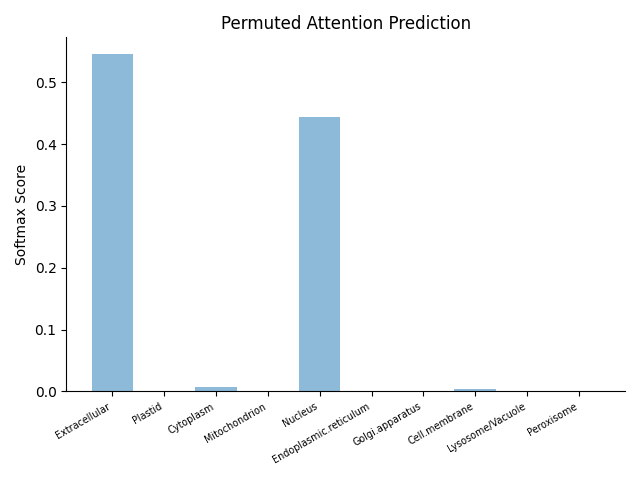 Permuted Attention Prediction
Softmax Score
0.5
0.4
0.3
0.2
0.1
0.0
Extracellular
Plastid
Cytoplasm
Mitochondrion
Nucleus
Endoplasmic.reticulum
Golgi.apparatus
Cell.membrane
Lysosome/Vacuole
Peroxisome